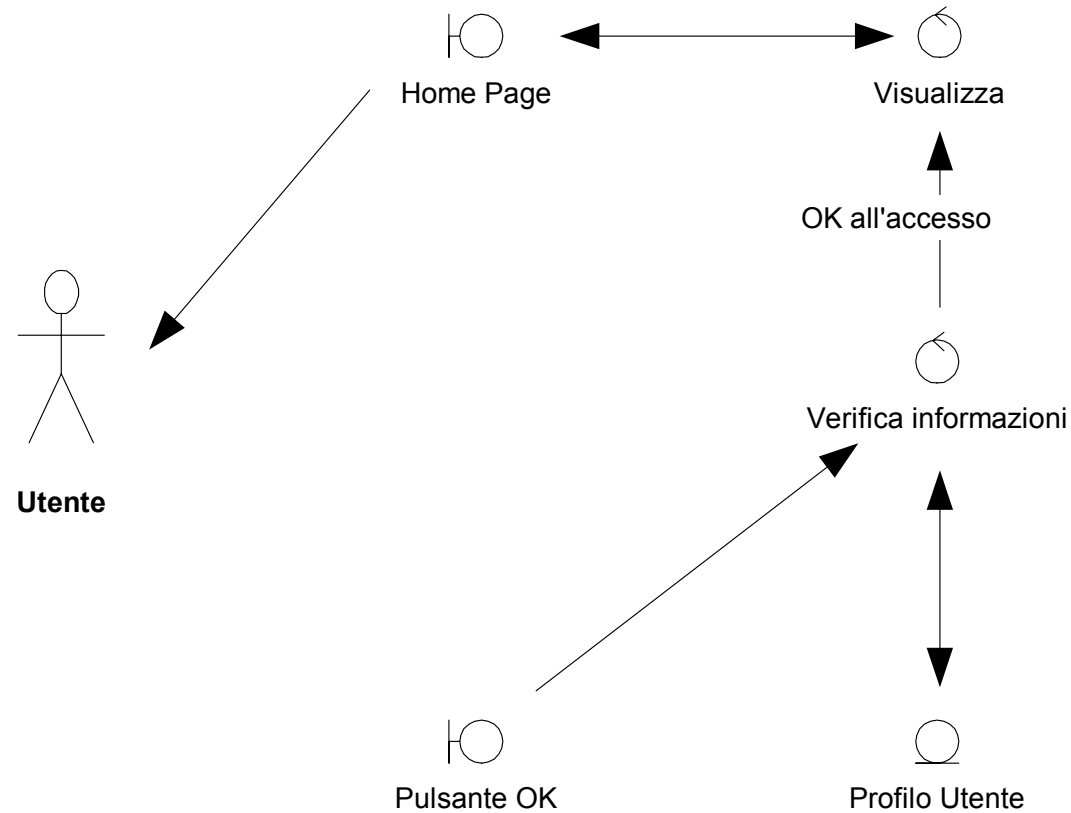 Home Page
Visualizza
OK all'accesso
Verifica informazioni
Utente
Pulsante OK
Profilo Utente